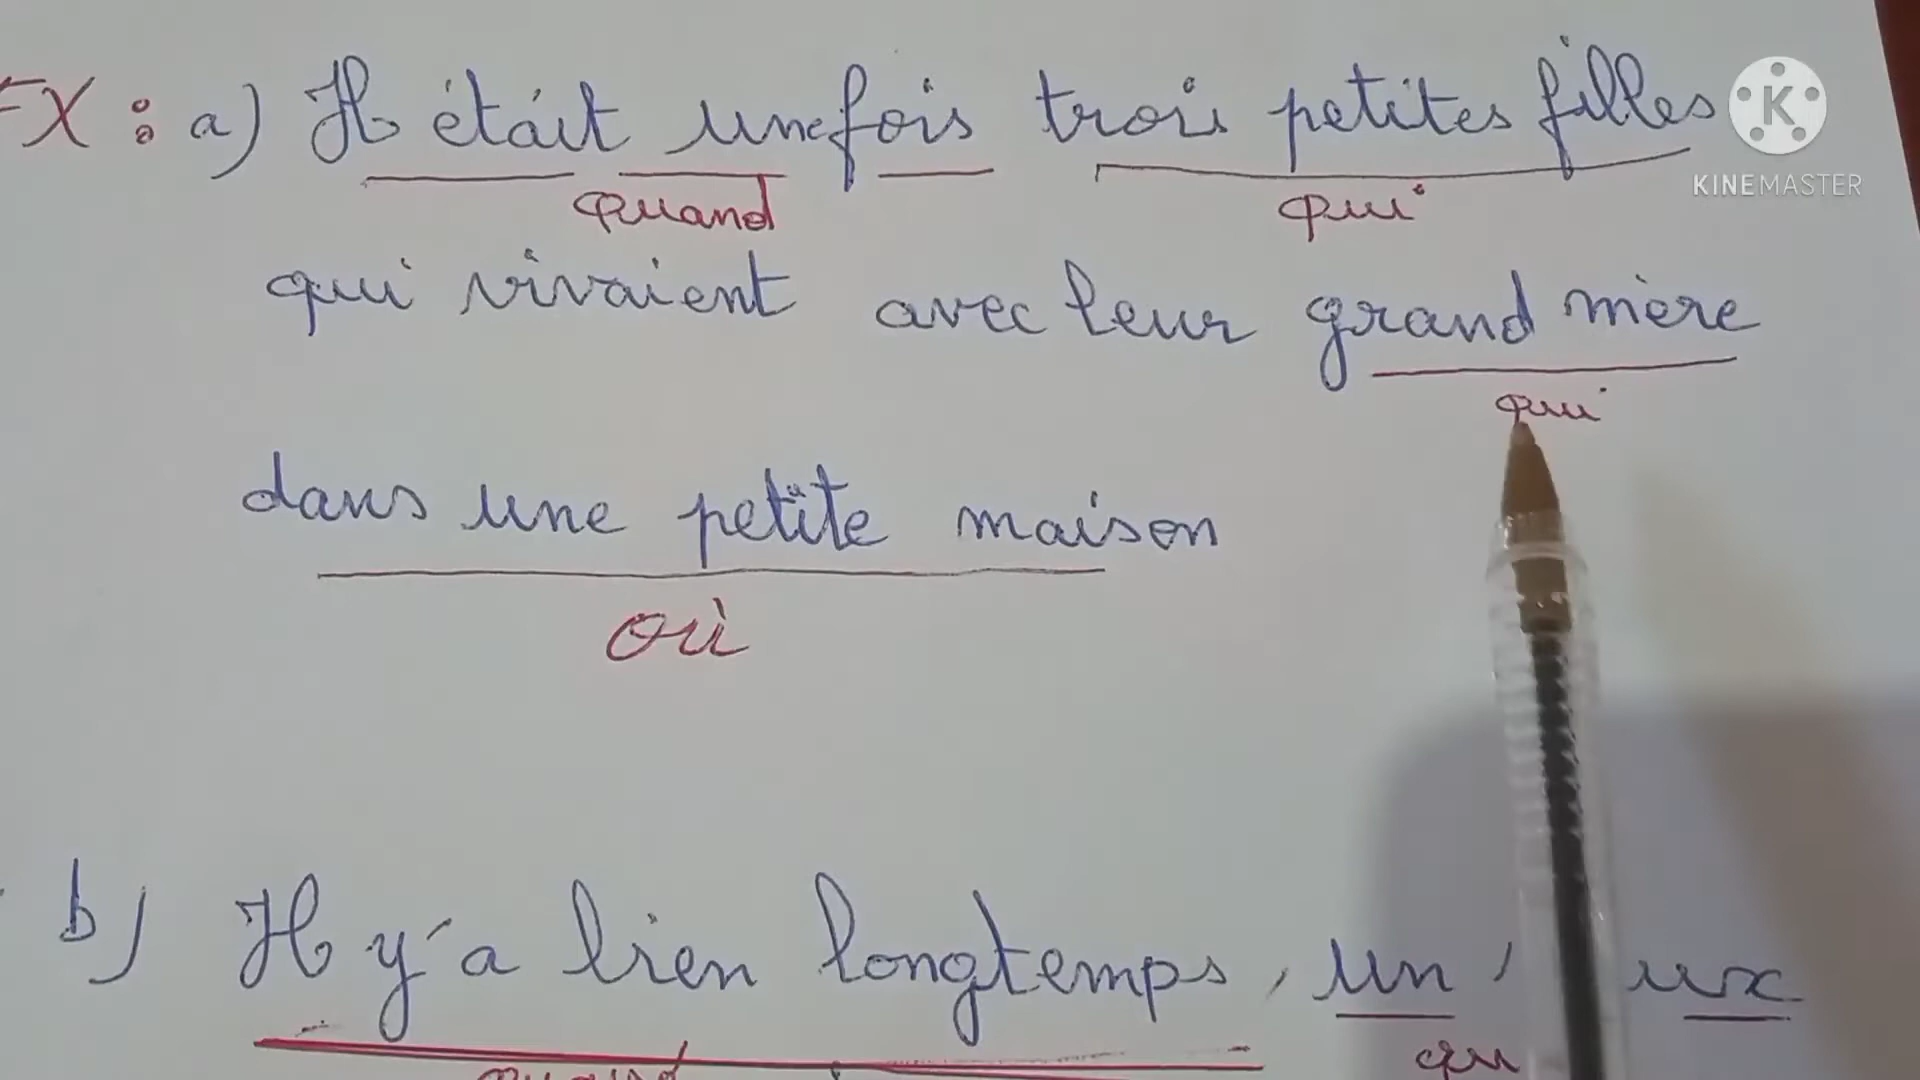 EX : a) Il était une fois trois petites filles
quand qui
qui vivaient avec leur grand mère
qui
dans une petite maison
où
b) Il y'a bien longtemps, un
KINEMASTER